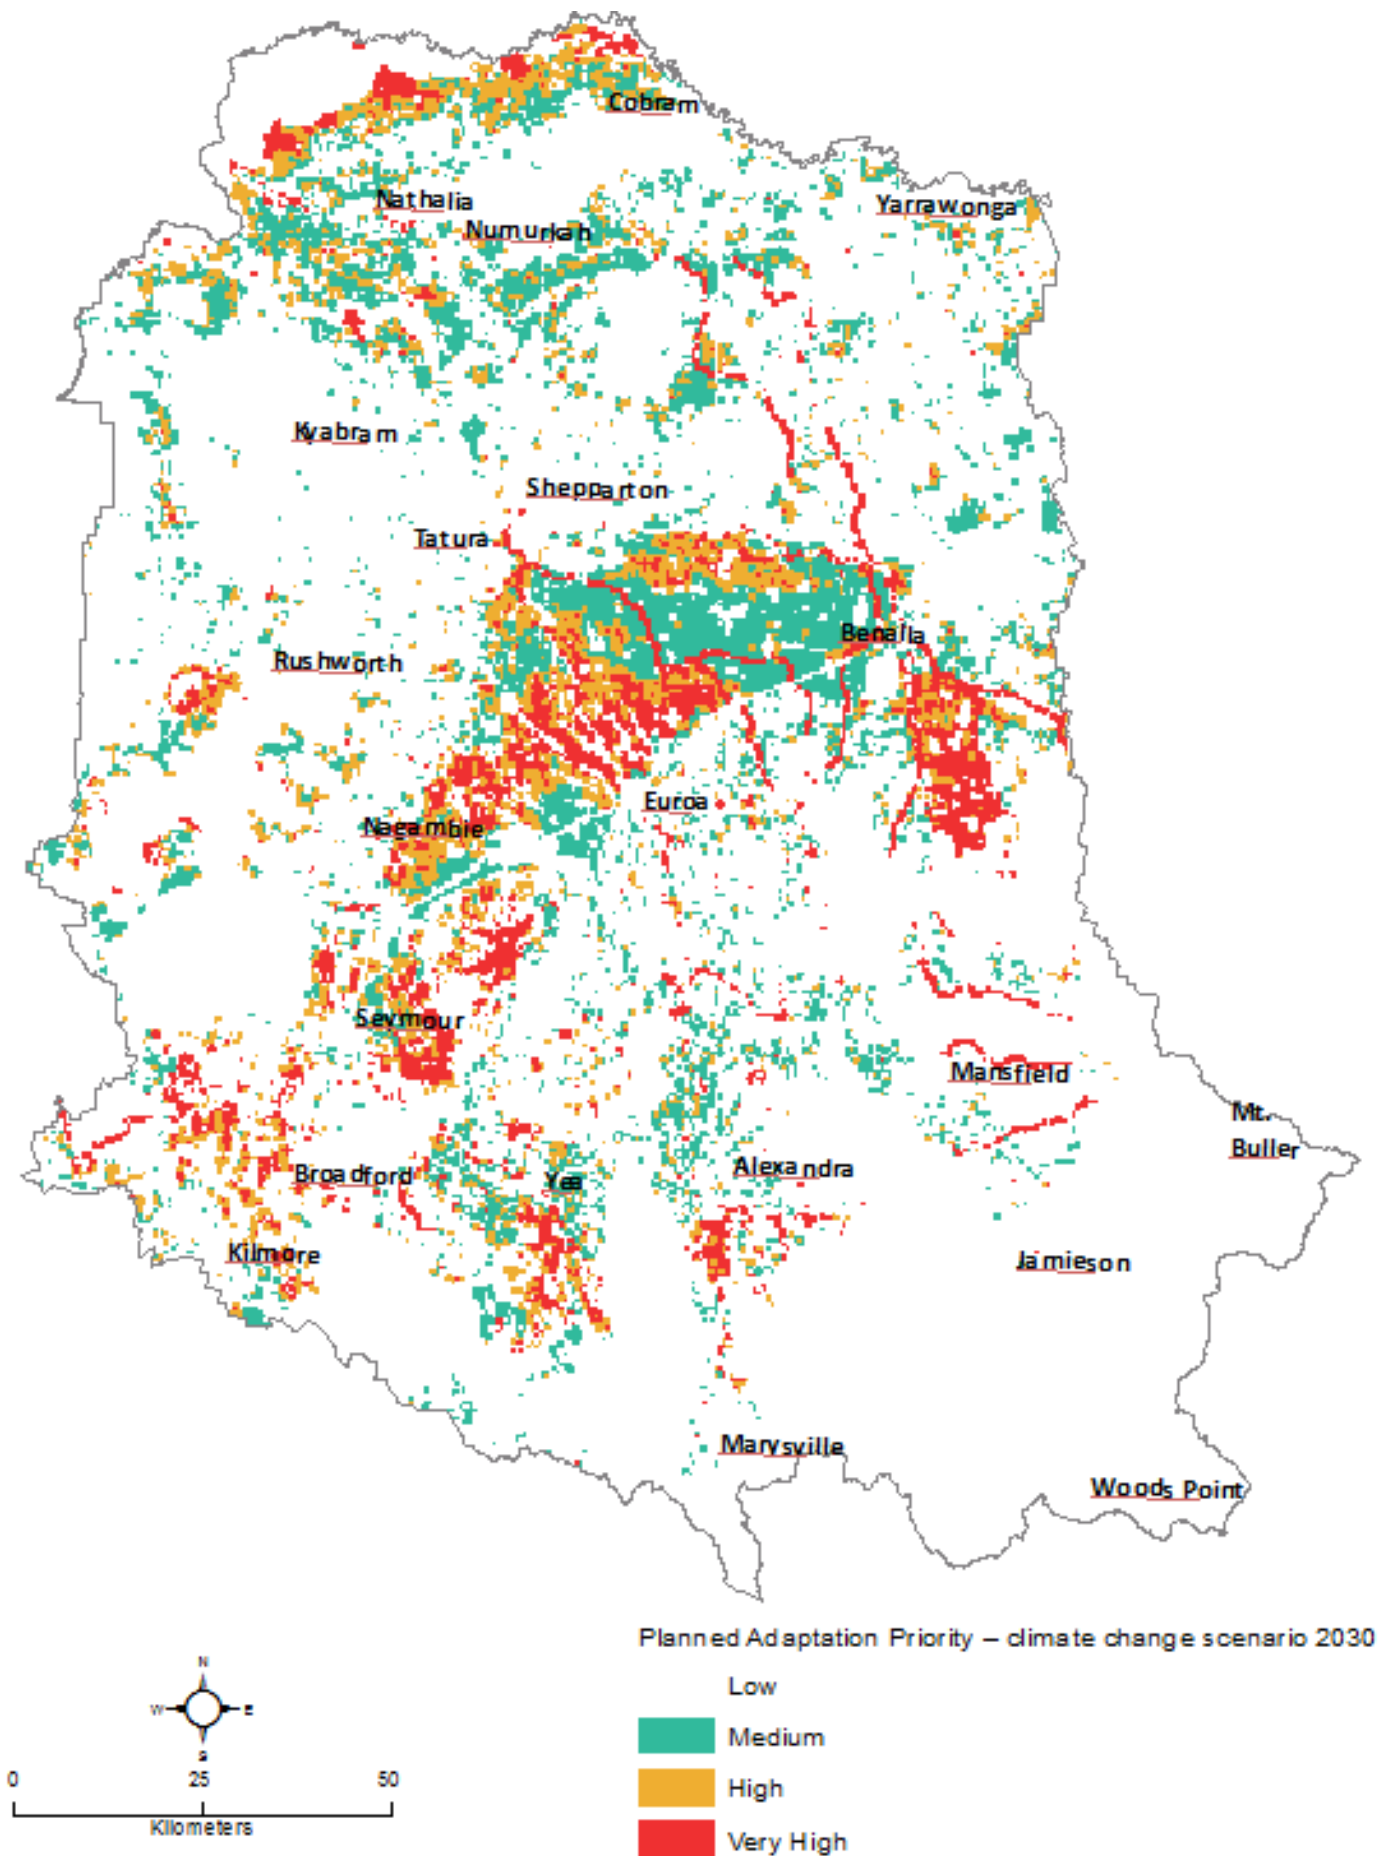 Cobram
Nathalia
Yarrawonga
Numurkah
Kyabram
Shepparton
Tatura
Benalla
Rushworth
Euroa
Nagambie
Seymour
Mansfield
Mt.
Buller
Broadford
Yea
Alexandra
Kilmore
Jamieson
Marysville
Woods Point
Planned Adaptation Priority – climate change scenario 2030
N
W E
S
Low
Medium
High
Very High
0 25 50
Kilometers